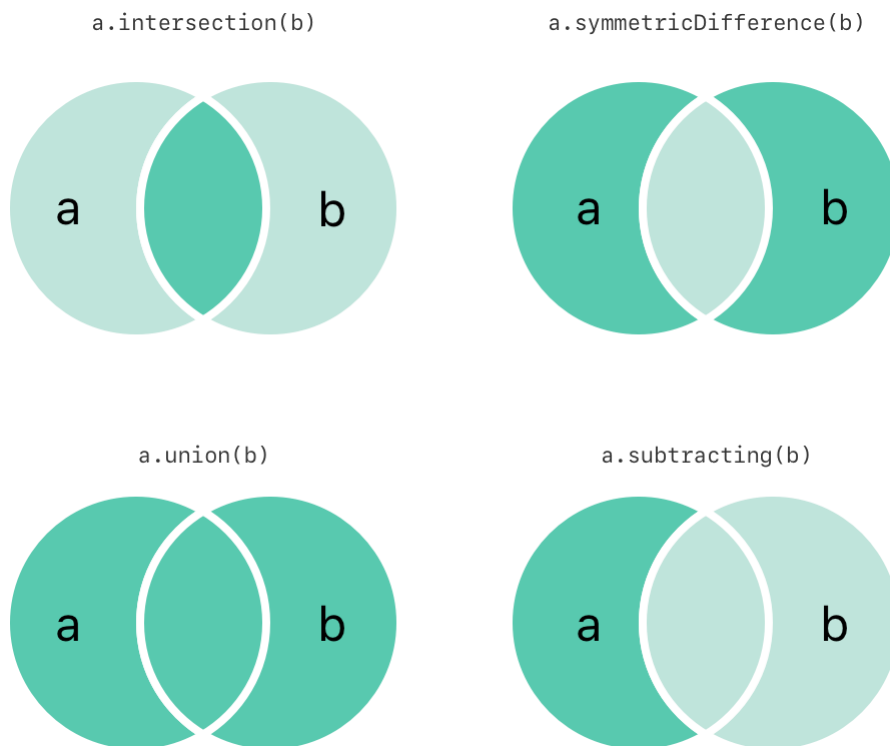 a.intersection(b)
a.symmetricDifference(b)
a
b
a
b
a.union(b)
a.subtracting(b)
a
b
a
b